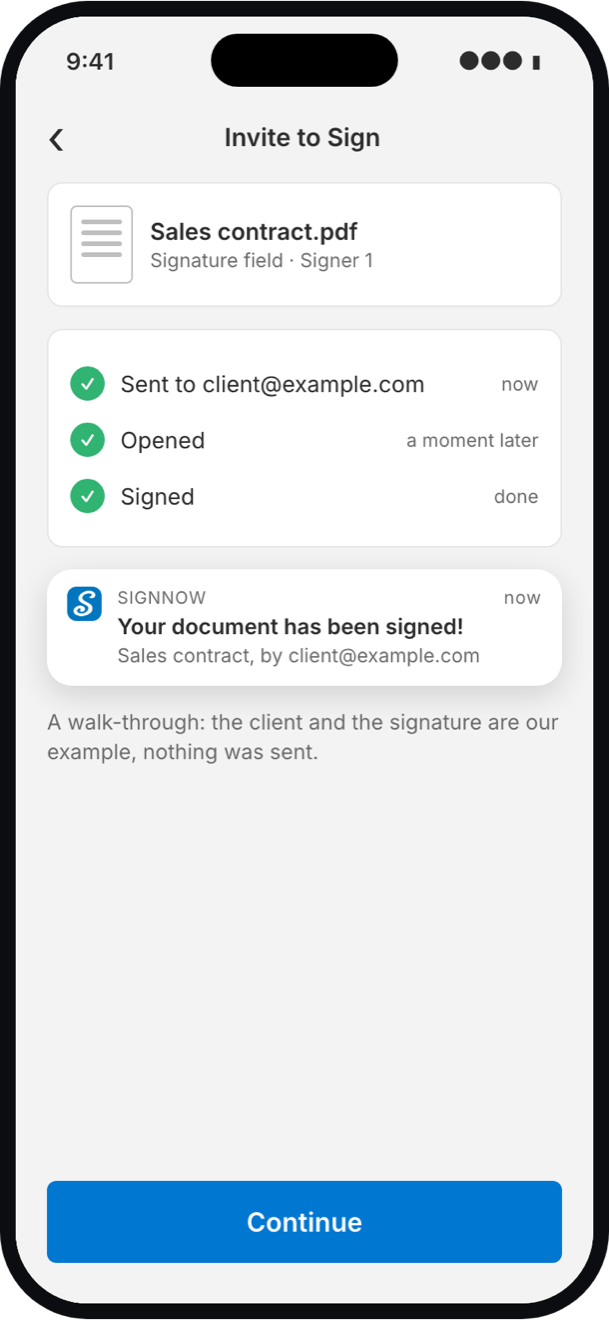 9:41
Invite to Sign
Sales contract.pdf
Signature field · Signer 1
Sent to client@example.com now
Opened a moment later
Signed done
SIGNNOW now
Your document has been signed!
Sales contract, by client@example.com
A walk-through: the client and the signature are our
example, nothing was sent.
Continue